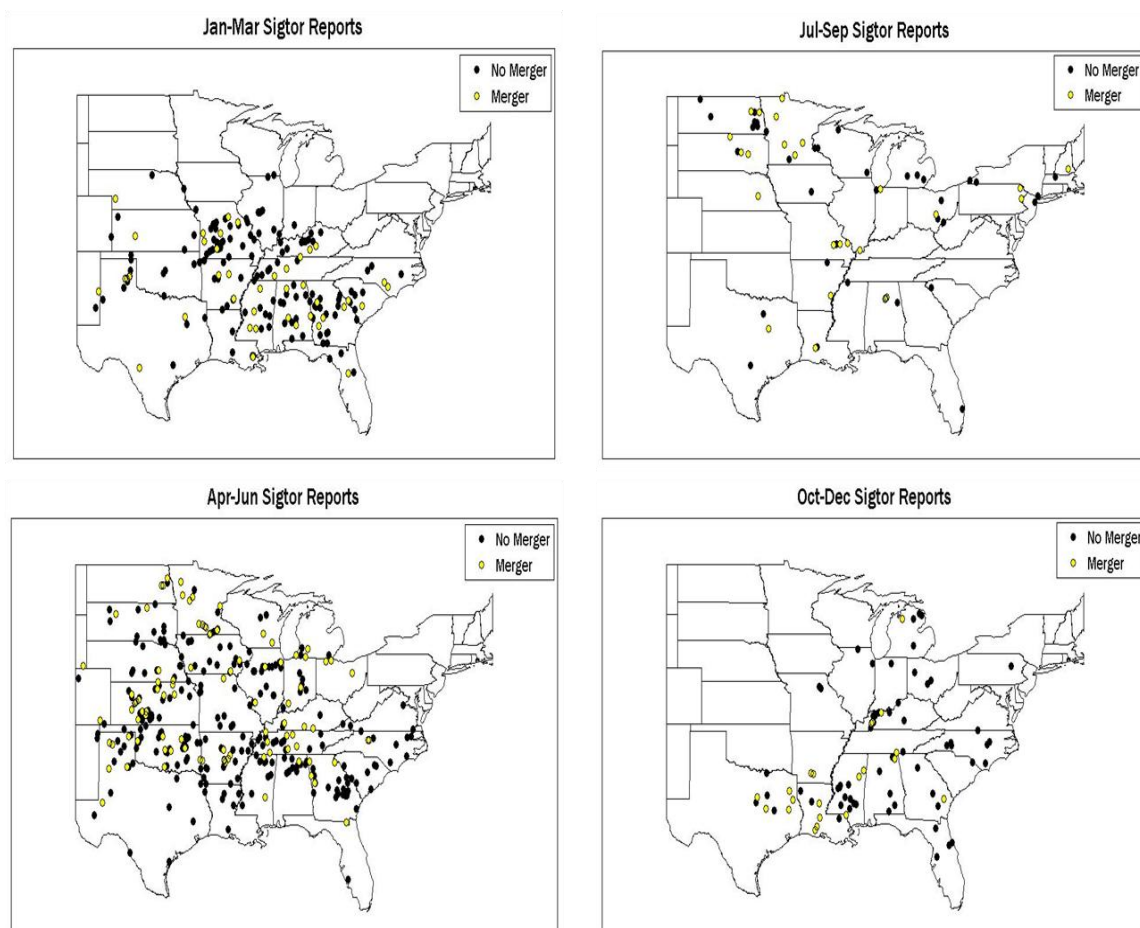 Jan-Mar Sigtor Reports
No Merger
Merger
Jul-Sep Sigtor Reports
No Merger
Merger
Apr-Jun Sigtor Reports
No Merger
Merger
Oct-Dec Sigtor Reports
No Merger
Merger